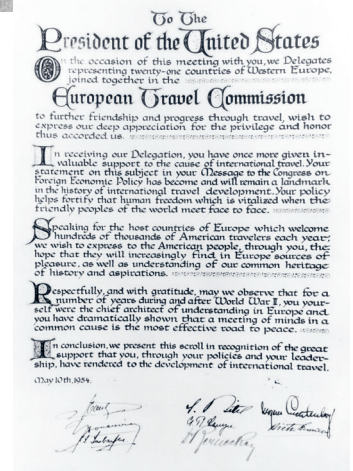 To The
President of the United States
On the occasion of this meeting with you, we Delegates
representing twenty-one countries of Western Europe,
joined together in the
European Travel Commission
to further friendship and progress through travel, wish to
express our deep appreciation for the privilege and honor
thus accorded us.
In receiving our Delegation, you have once more given in-
valuable support to the cause of international travel. Your
statement on this subject in your Message to the Congress on
Foreign Economic Policy has become and will remain a landmark
in the history of international travel development. Your policy
helps fortify that human freedom which is vitalized when the
friendly peoples of the world meet face to face.
Speaking for the host countries of Europe which welcome
hundreds of thousands of American travelers each year,
we wish to express to the American people, through you, the
hope that they will increasingly find, in Europe sources of
pleasure, as well as understanding of our common heritage
of history and aspirations.
Respectfully, and with gratitude, may we observe that for a
number of years during and after World War II, you your-
self were the chief architect of understanding in Europe and
you have dramatically shown that a meeting of minds in a
common cause is the most effective road to peace.
In conclusion, we present this scroll in recognition of the great
support that you, through your policies and your leader-
ship, have rendered to the development of international travel.
May 10th, 1954.